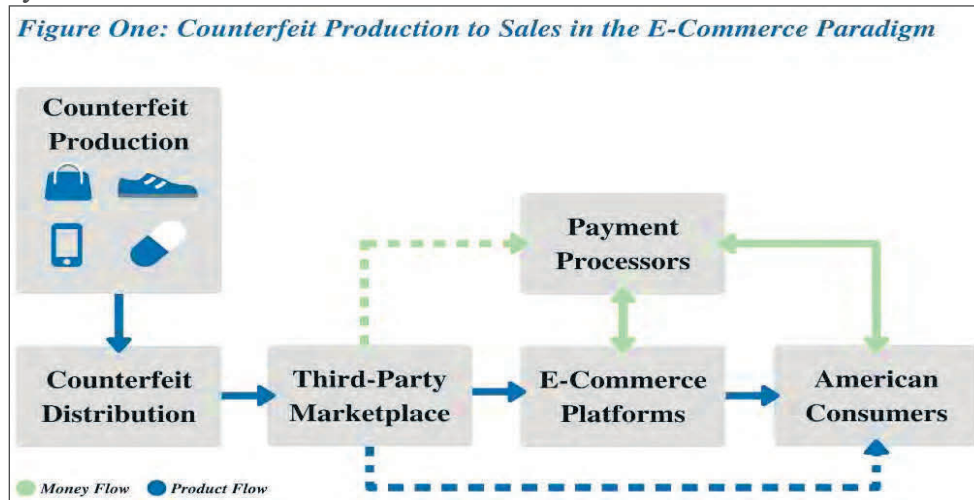 Figure One: Counterfeit Production to Sales in the E-Commerce Paradigm
Counterfeit
Production
Payment
Processors
Counterfeit
Distribution
Third-Party
Marketplace
E-Commerce
Platforms
American
Consumers
Money Flow
Product Flow